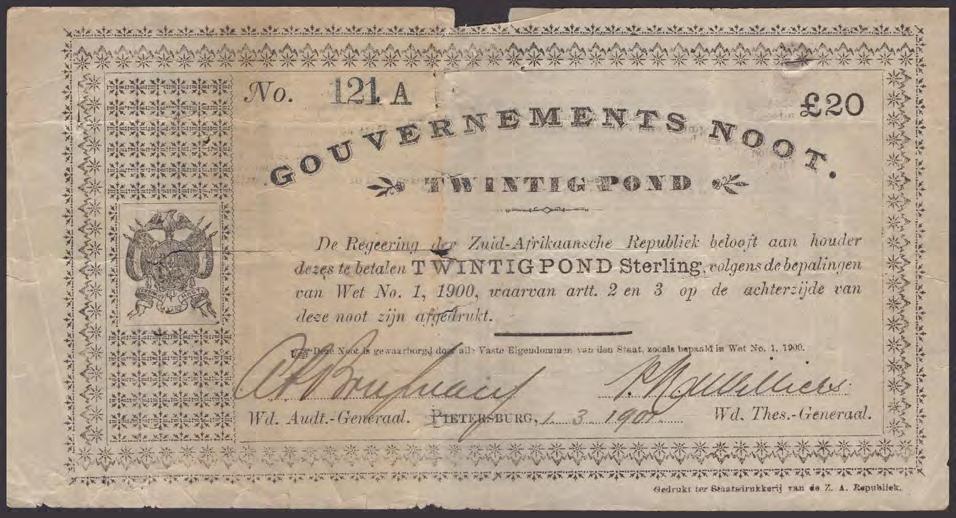 No. 121 A
£20
GOUVERNEMENTS NOOT.
TWINTIG POND
De Regeering der Zuid-Afrikaansche Republiek belooft aan houder
dezes te betalen TWINTIG POND Sterling, volgens de bepalingen
van Wet No. 1, 1900, waarvan artt. 2 en 3 op de achterzijde van
deze noot zijn afgedrukt.
Deze Noot is gewaarborgd door alle Vaste Eigendommen van den Staat, zooals bepaald in Wet No. 1, 1900.
Wd. Audt.-Generaal. PIETERSBURG, 1 3 1901 Wd. Thes.-Generaal.
Gedrukt ter Staatsdrukkerij van de Z. A. Republiek.